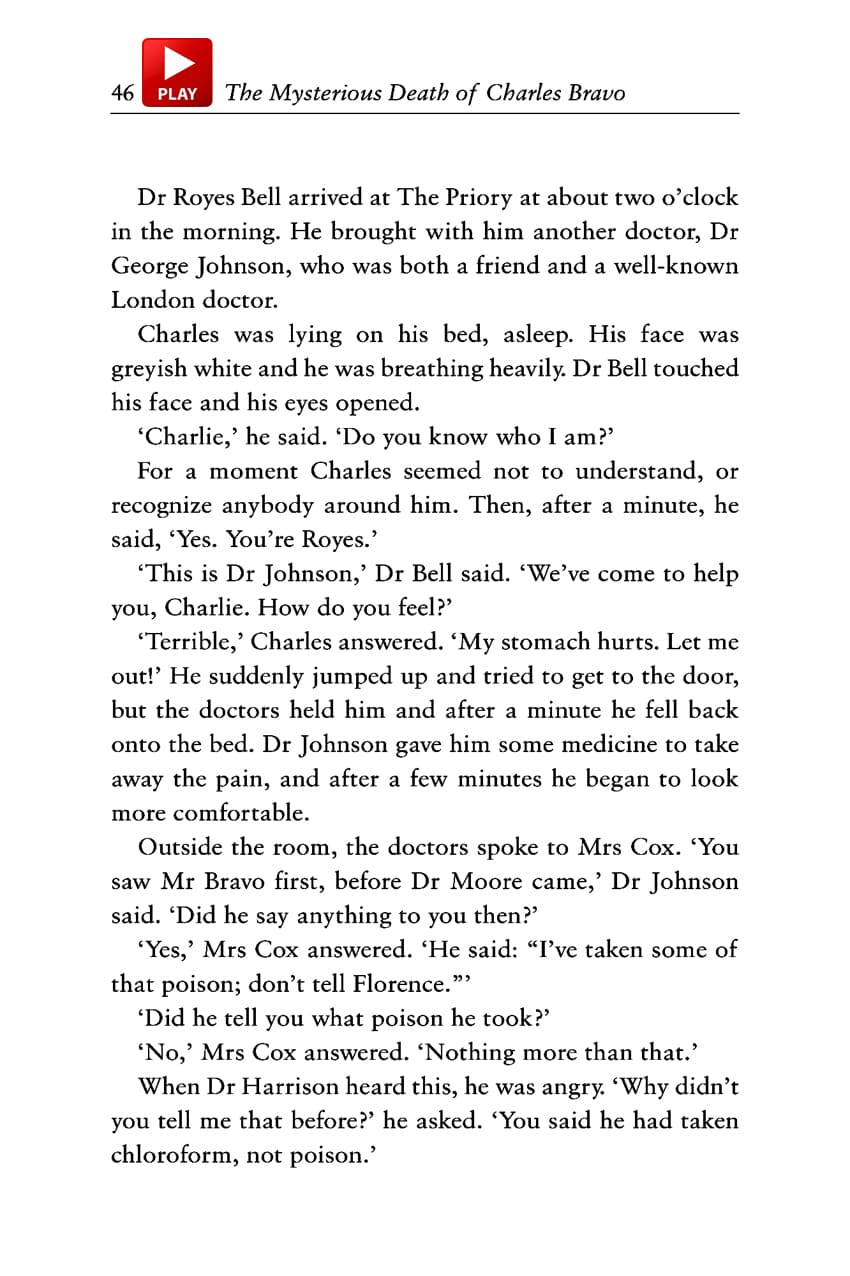 46 PLAY The Mysterious Death of Charles Bravo
Dr Royes Bell arrived at The Priory at about two o’clock
in the morning. He brought with him another doctor, Dr
George Johnson, who was both a friend and a well-known
London doctor.
Charles was lying on his bed, asleep. His face was
greyish white and he was breathing heavily. Dr Bell touched
his face and his eyes opened.
‘Charlie,’ he said. ‘Do you know who I am?’
For a moment Charles seemed not to understand, or
recognize anybody around him. Then, after a minute, he
said, ‘Yes. You’re Royes.’
‘This is Dr Johnson,’ Dr Bell said. ‘We’ve come to help
you, Charlie. How do you feel?’
‘Terrible,’ Charles answered. ‘My stomach hurts. Let me
out!’ He suddenly jumped up and tried to get to the door,
but the doctors held him and after a minute he fell back
onto the bed. Dr Johnson gave him some medicine to take
away the pain, and after a few minutes he began to look
more comfortable.
Outside the room, the doctors spoke to Mrs Cox. ‘You
saw Mr Bravo first, before Dr Moore came,’ Dr Johnson
said. ‘Did he say anything to you then?’
‘Yes,’ Mrs Cox answered. ‘He said: “I’ve taken some of
that poison; don’t tell Florence.”’
‘Did he tell you what poison he took?’
‘No,’ Mrs Cox answered. ‘Nothing more than that.’
When Dr Harrison heard this, he was angry. ‘Why didn’t
you tell me that before?’ he asked. ‘You said he had taken
chloroform, not poison.’